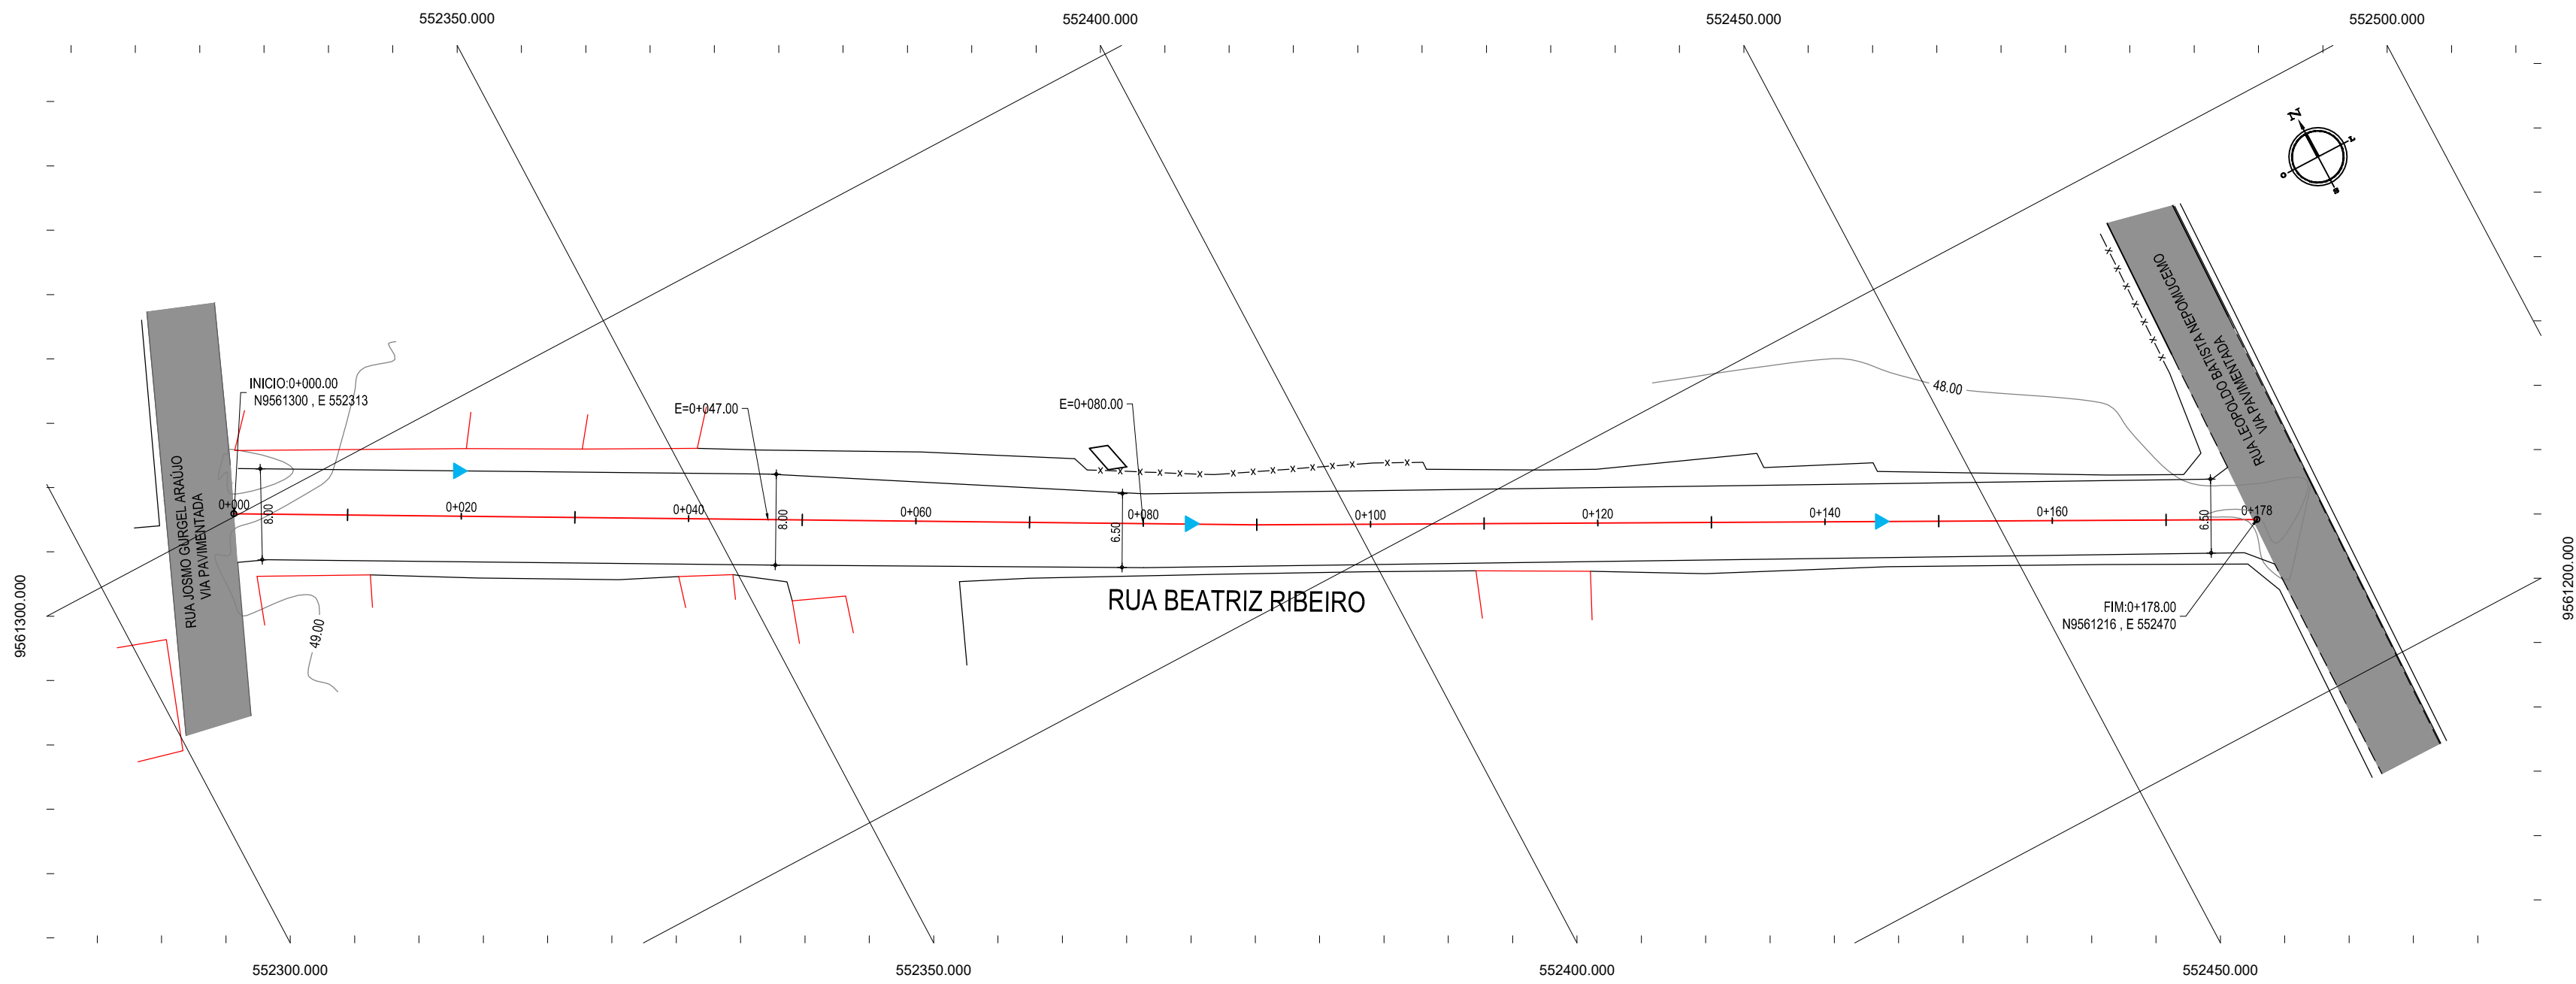 552350.000
552400.000
552450.000
552500.000
N
L
O
S
INICIO:0+000.00
N9561300 , E 552313
E=0+047.00
E=0+080.00
48.00
RUA LEOPOLDO BATISTA NEPOMUCEMO
VIA PAVIMENTADA
RUA JOSMO GURGEL ARAÚJO
VIA PAVIMENTADA
0+000
8.00
0+020
0+040
8.00
0+060
6.50
0+080
0+100
0+120
0+140
0+160
6.50
0+178
RUA BEATRIZ RIBEIRO
49.00
FIM:0+178.00
N9561216 , E 552470
9561300.000
9561200.000
552300.000
552350.000
552400.000
552450.000